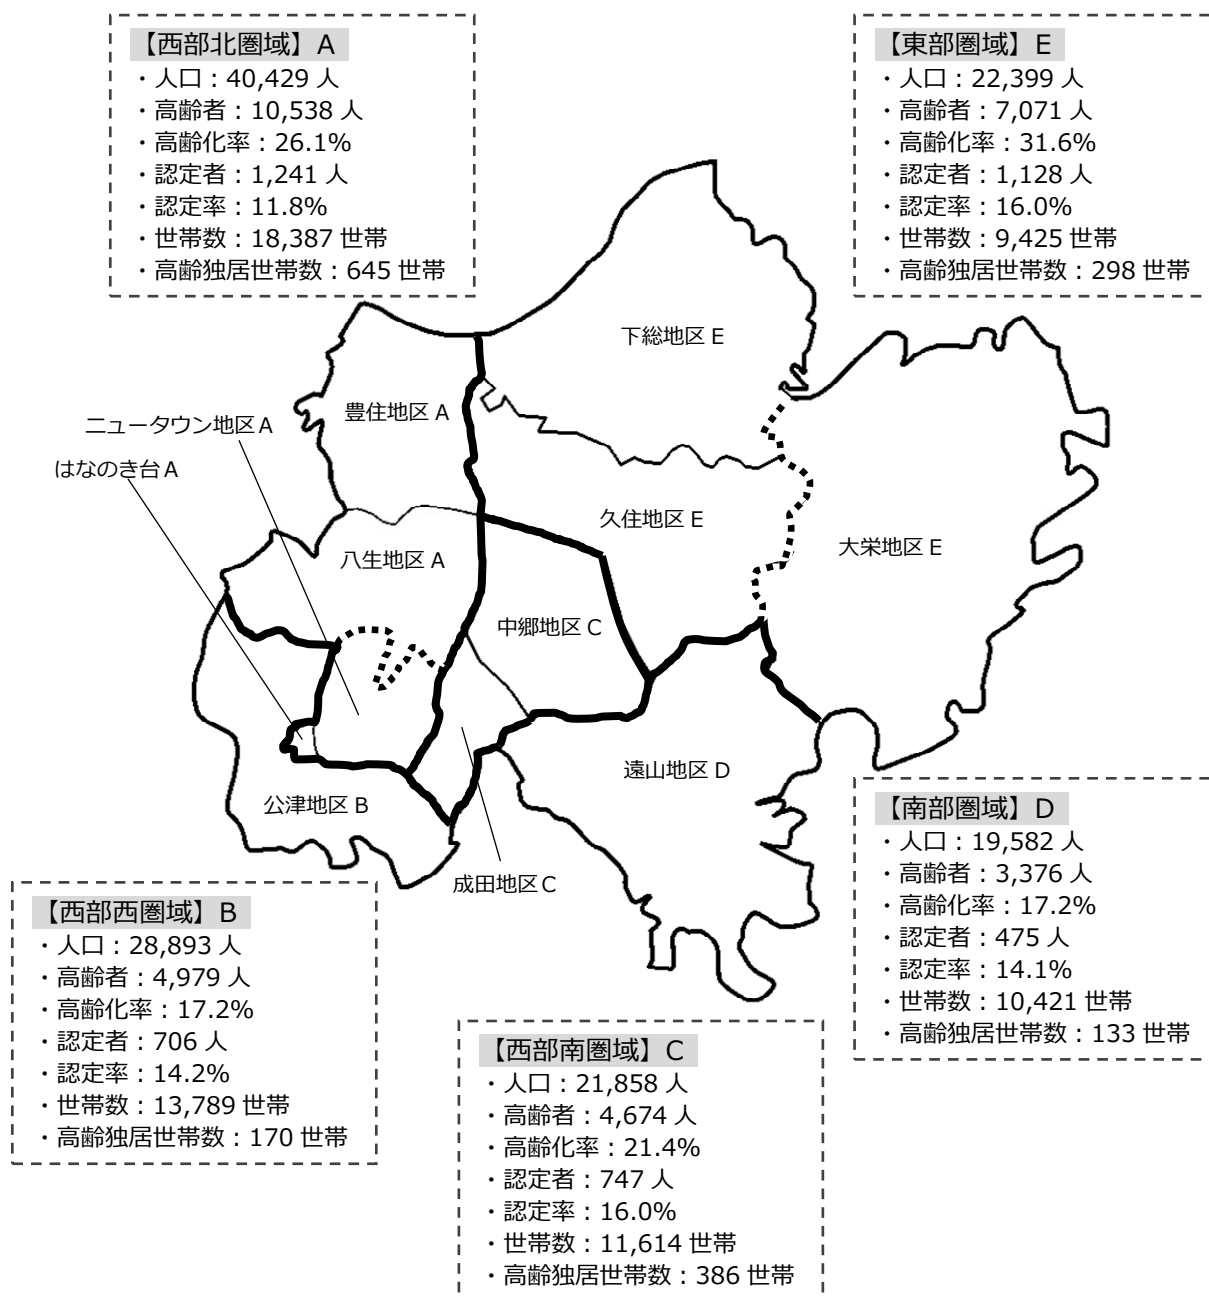 【西部北圏域】A
・人口：40,429 人
・高齢者：10,538 人
・高齢化率：26.1%
・認定者：1,241 人
・認定率：11.8%
・世帯数：18,387 世帯
・高齢独居世帯数：645 世帯
【東部圏域】E
・人口：22,399 人
・高齢者：7,071 人
・高齢化率：31.6%
・認定者：1,128 人
・認定率：16.0%
・世帯数：9,425 世帯
・高齢独居世帯数：298 世帯
下総地区 E
豊住地区 A
ニュータウン地区 A
はなのき台 A
久住地区 E
大栄地区 E
八生地区 A
中郷地区 C
遠山地区 D
公津地区 B
成田地区 C
【南部圏域】D
・人口：19,582 人
・高齢者：3,376 人
・高齢化率：17.2%
・認定者：475 人
・認定率：14.1%
・世帯数：10,421 世帯
・高齢独居世帯数：133 世帯
【西部西圏域】B
・人口：28,893 人
・高齢者：4,979 人
・高齢化率：17.2%
・認定者：706 人
・認定率：14.2%
・世帯数：13,789 世帯
・高齢独居世帯数：170 世帯
【西部南圏域】C
・人口：21,858 人
・高齢者：4,674 人
・高齢化率：21.4%
・認定者：747 人
・認定率：16.0%
・世帯数：11,614 世帯
・高齢独居世帯数：386 世帯